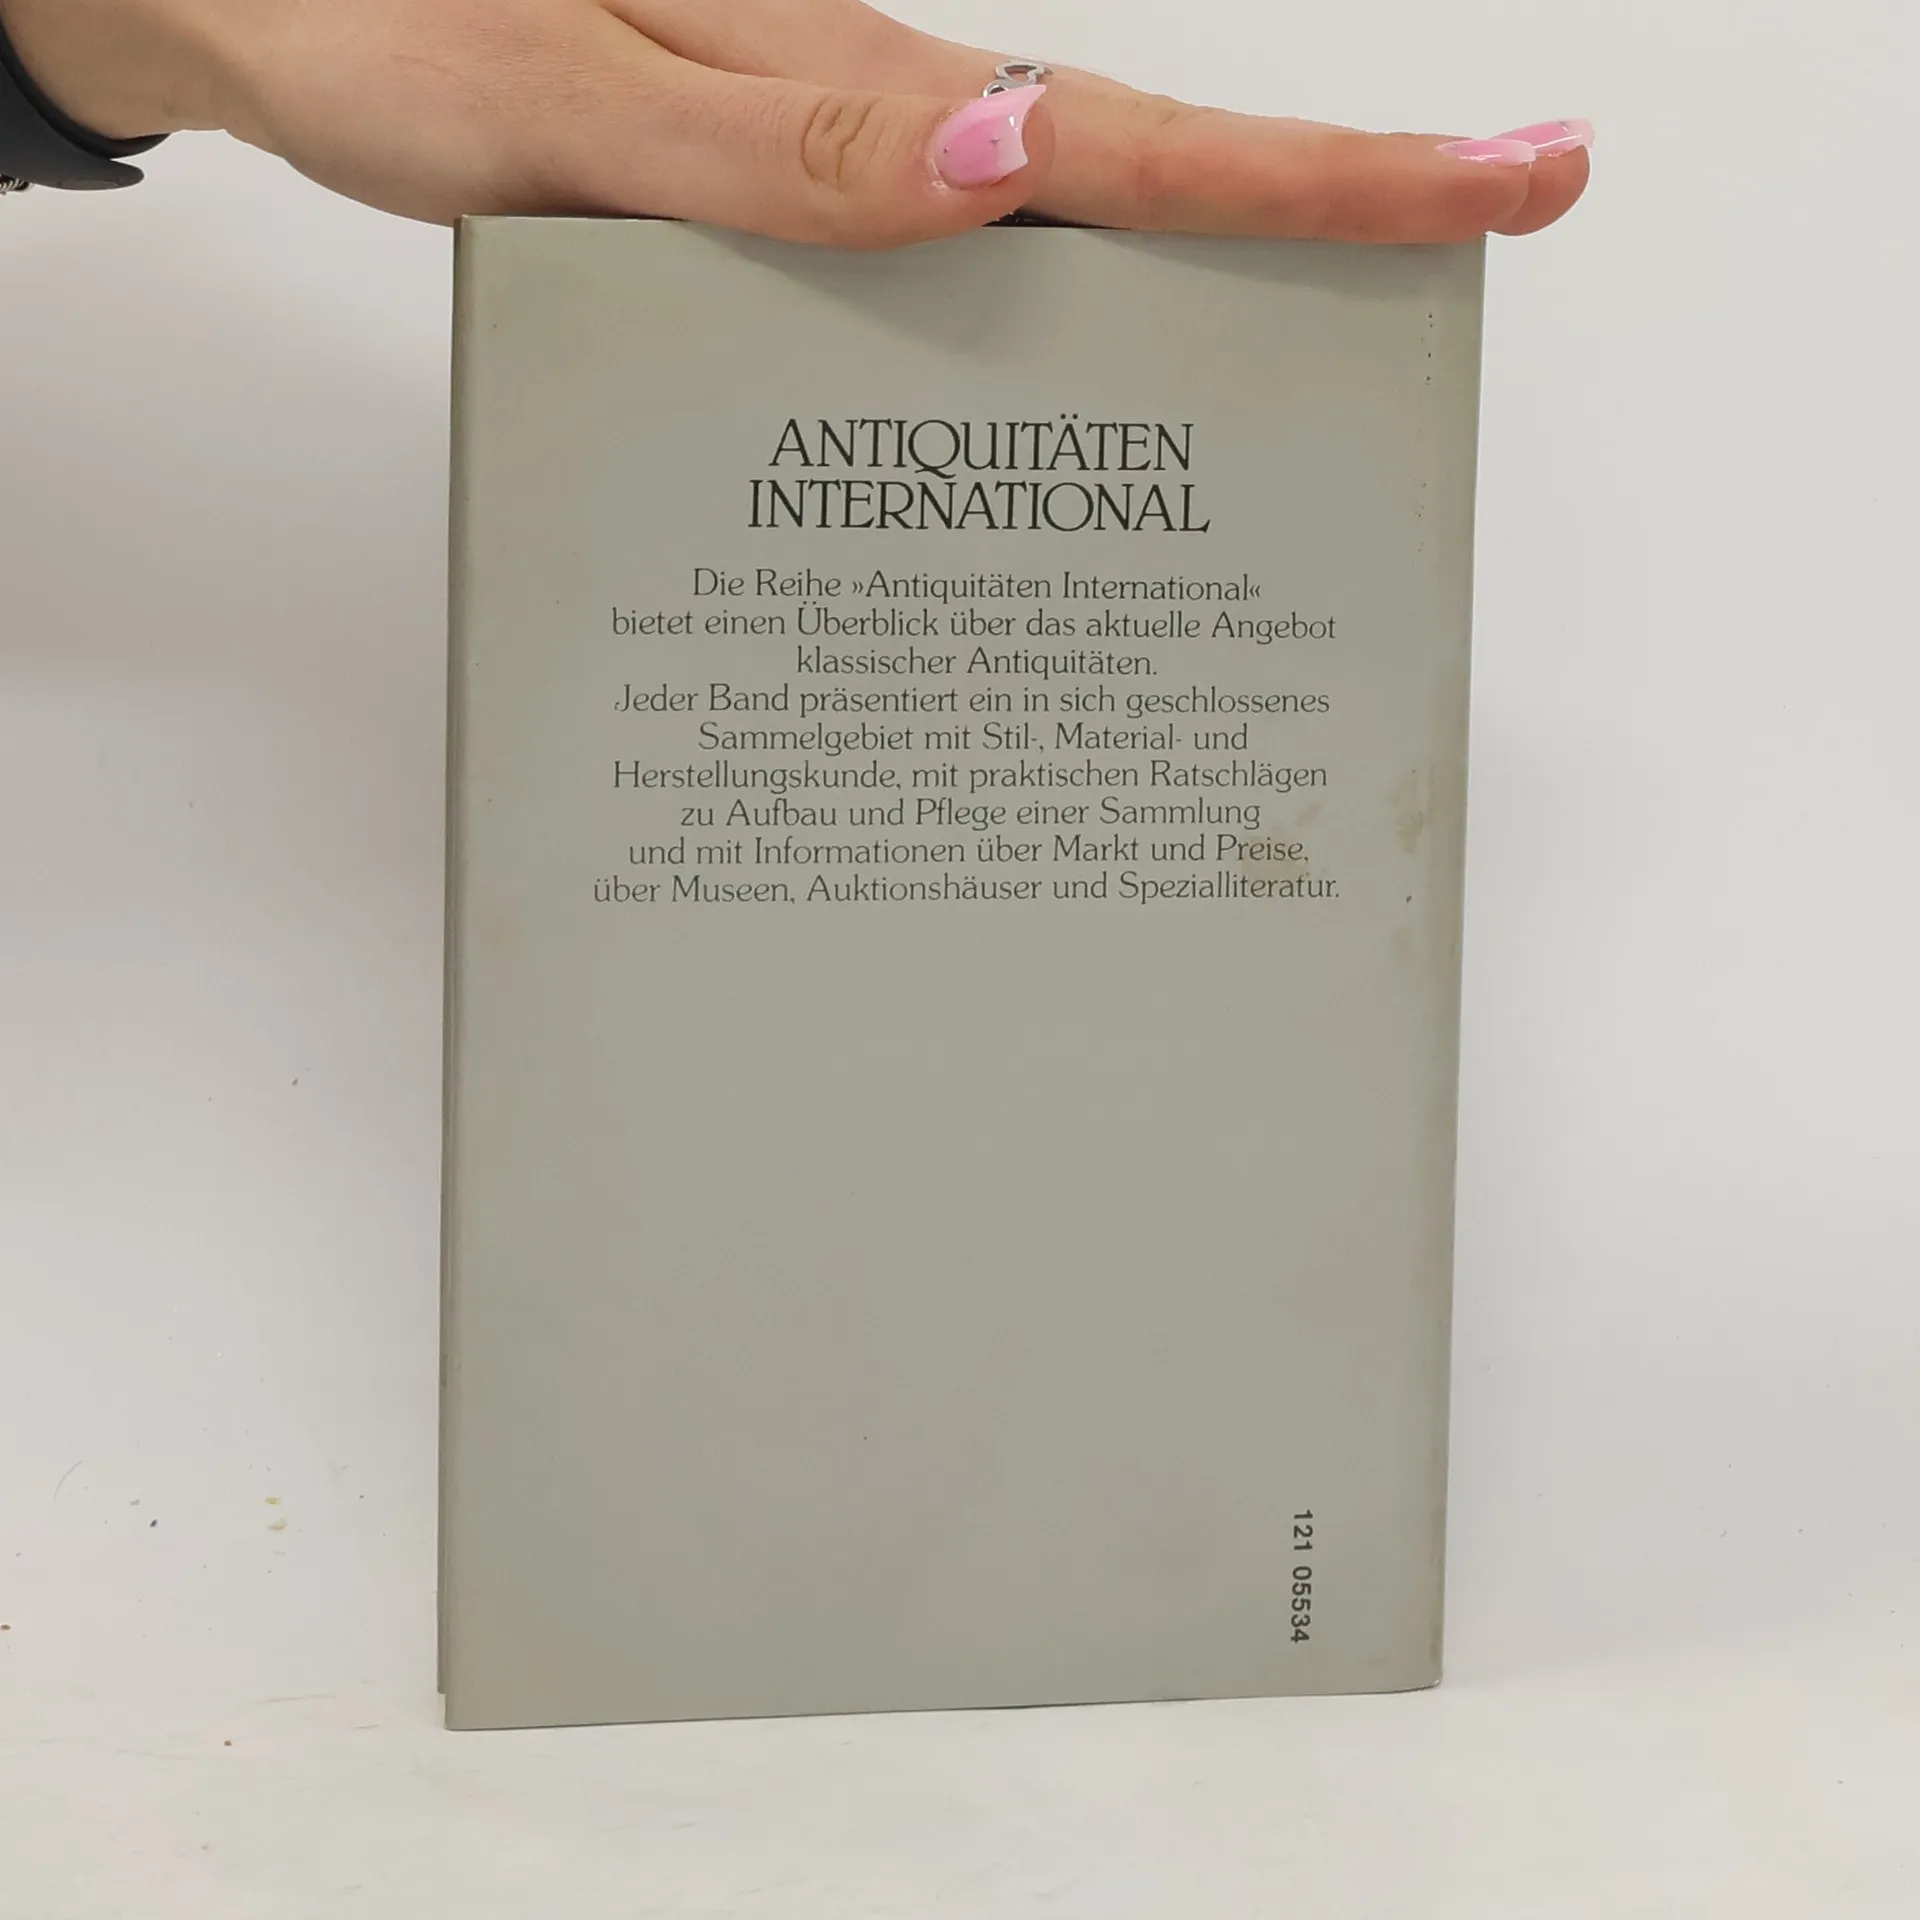 ANTIQUITÄTEN
INTERNATIONAL
Die Reihe »Antiquitäten International«
bietet einen Überblick über das aktuelle Angebot
klassischer Antiquitäten.
Jeder Band präsentiert ein in sich geschlossenes
Sammelgebiet mit Stil-, Material- und
Herstellungskunde, mit praktischen Ratschlägen
zu Aufbau und Pflege einer Sammlung
und mit Informationen über Markt und Preise,
über Museen, Auktionshäuser und Spezialliteratur.
121 05534